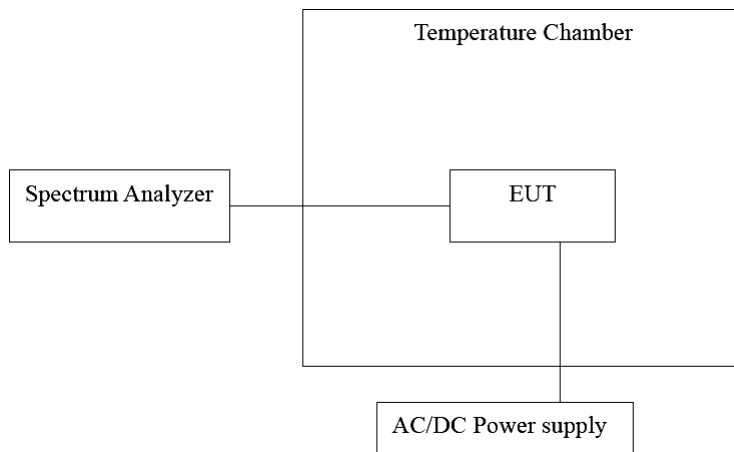 Temperature Chamber
Spectrum Analyzer
EUT
AC/DC Power supply